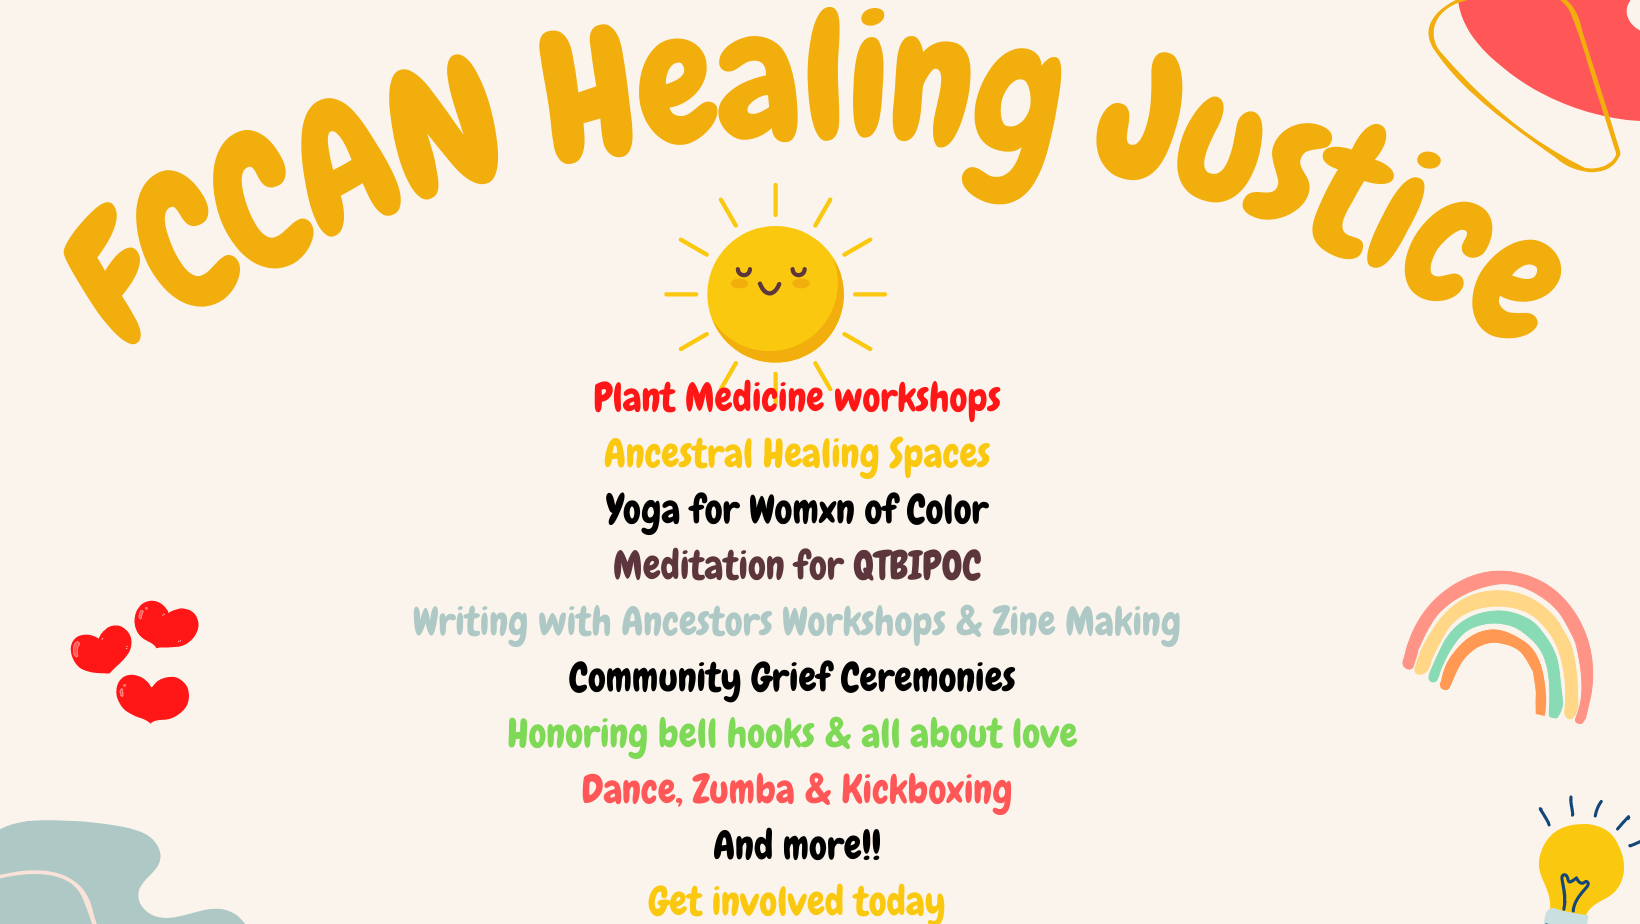 FCCAN Healing Justice
Plant Medicine workshops
Ancestral Healing Spaces
Yoga for Womxn of Color
Meditation for QTBIPOC
Writing with Ancestors Workshops & Zine Making
Community Grief Ceremonies
Honoring bell hooks & all about love
Dance, Zumba & Kickboxing
And more!!
Get involved today